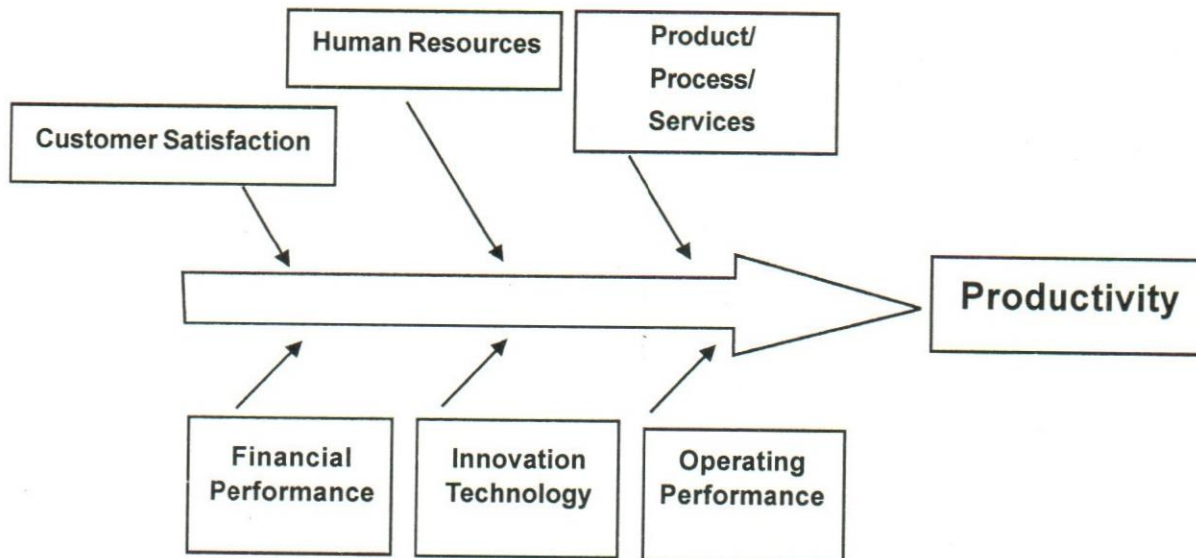 Human Resources
Product/
Process/
Services
Customer Satisfaction
Productivity
Financial
Performance
Innovation
Technology
Operating
Performance